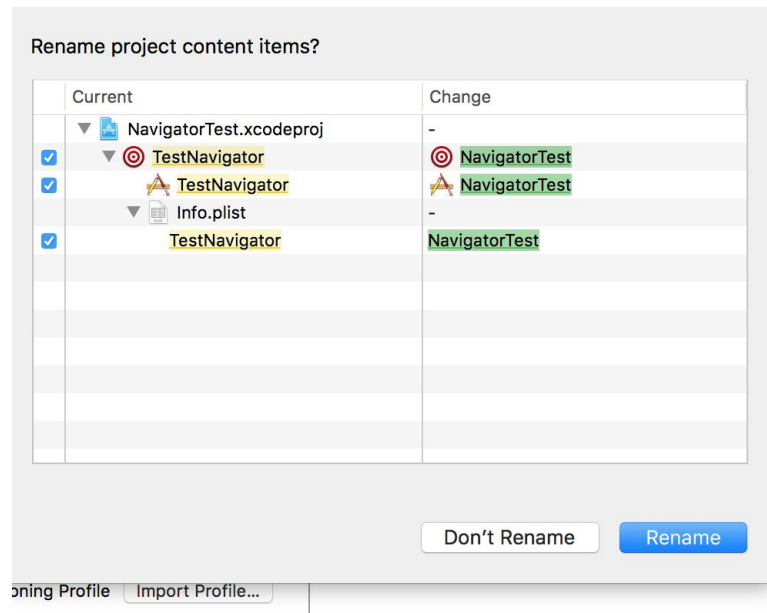 Rename project content items?
Current Change
NavigatorTest.xcodeproj -
TestNavigator NavigatorTest
TestNavigator NavigatorTest
Info.plist -
TestNavigator NavigatorTest
Don't Rename Rename
Profile Import Profile...